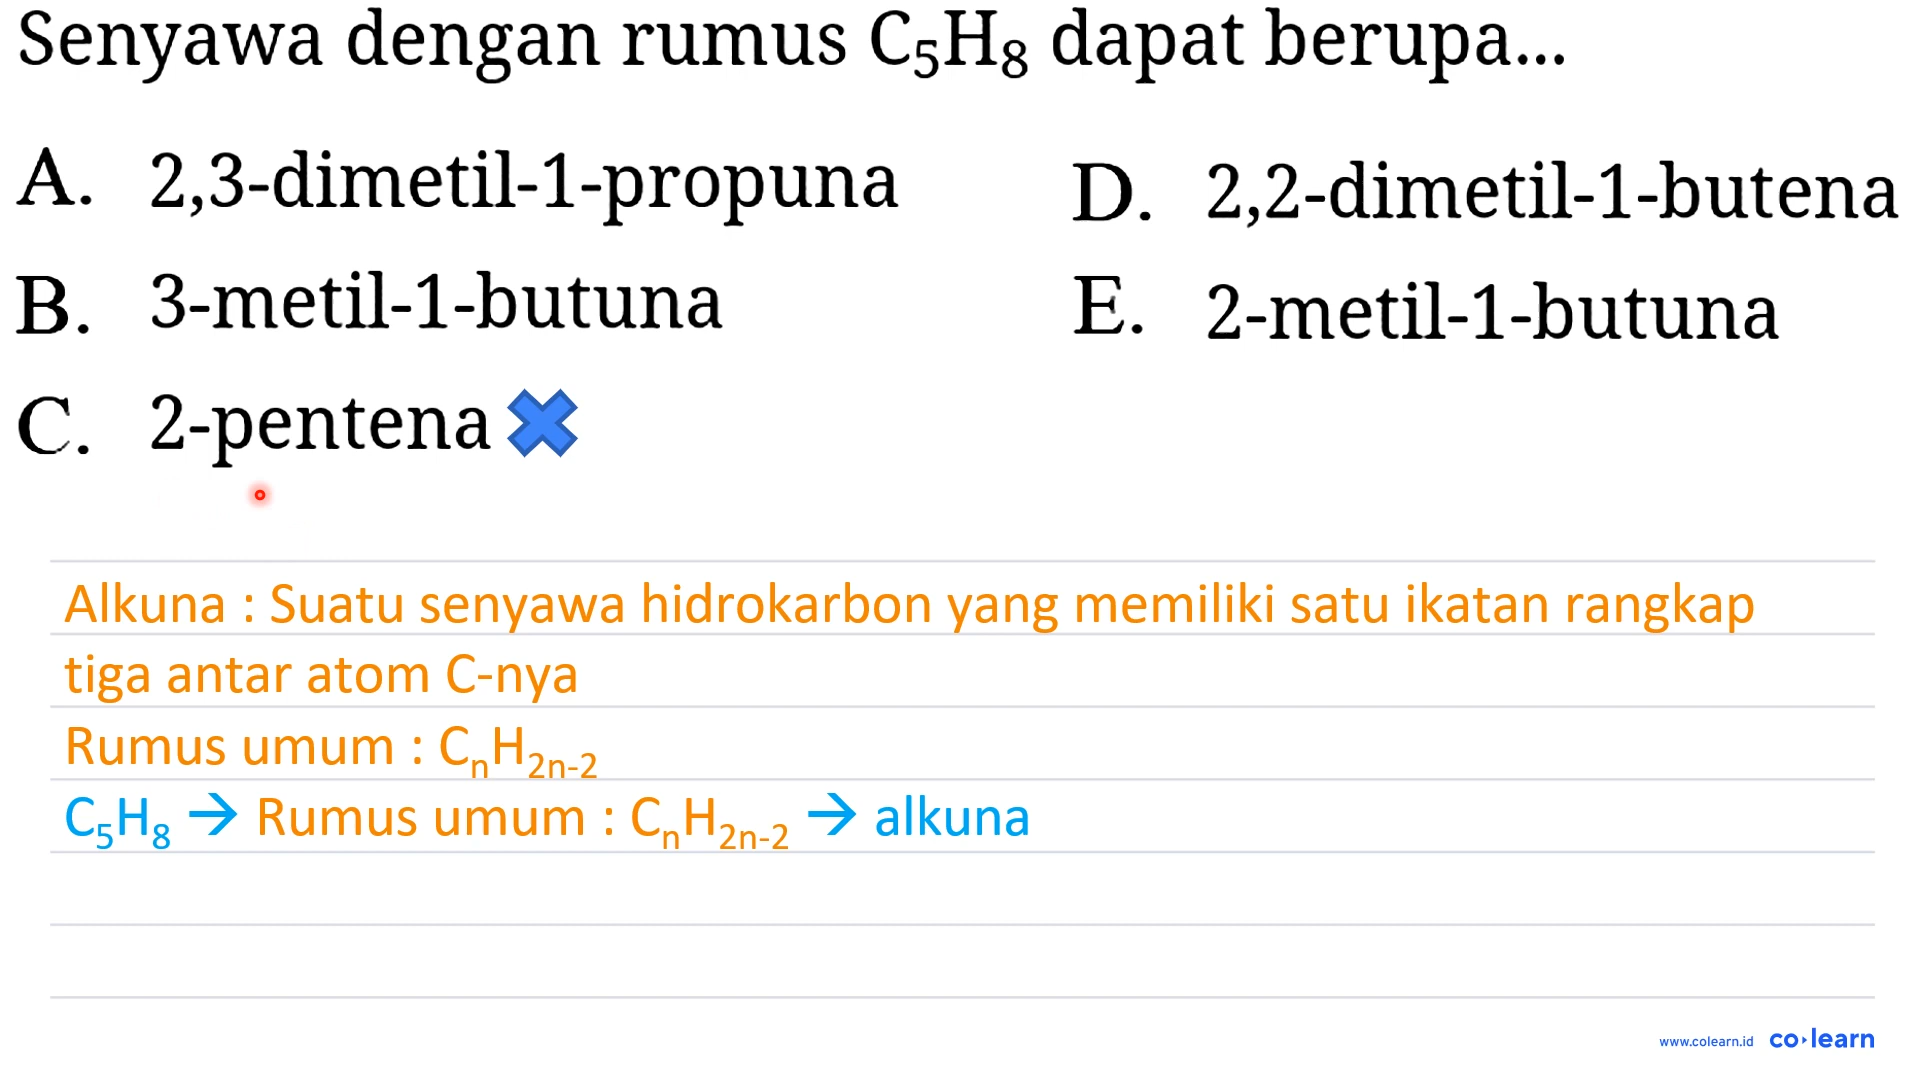 Senyawa dengan rumus C₅H₈ dapat berupa...
A. 2,3-dimetil-1-propuna
B. 3-metil-1-butuna
C. 2-pentena
D. 2,2-dimetil-1-butena
E. 2-metil-1-butuna
Alkuna : Suatu senyawa hidrokarbon yang memiliki satu ikatan rangkap
tiga antar atom C-nya
Rumus umum : CₙH₂ₙ₋₂
C₅H₈ → Rumus umum : CₙH₂ₙ₋₂ → alkuna
www.colearn.id co·learn